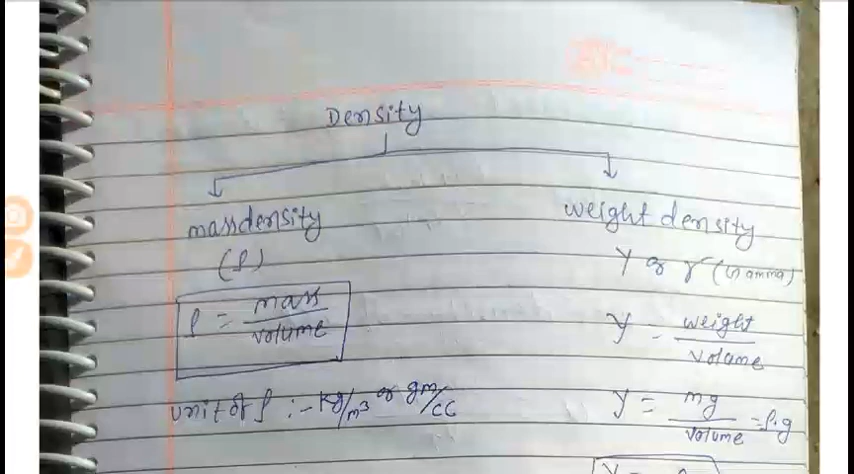 Density
mass density
(ρ)
ρ = mass / volume
unit of ρ :- kg/m³ or gm/cc
weight density
γ or γ (Gamma)
γ = weight / volume
γ = mg / volume = ρ.g